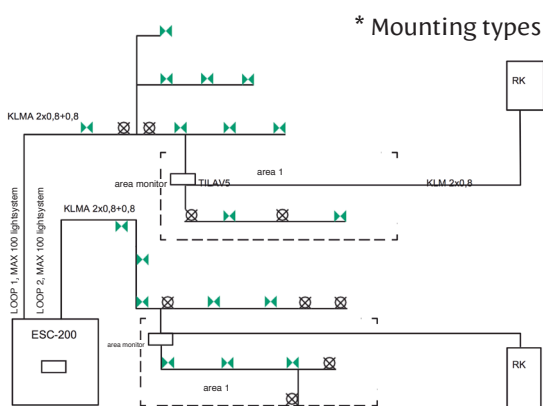 * Mounting types
RK
KLMA 2x0,8+0,8
area 1
area monitor
TILAV5
KLM 2x0,8
KLMA 2x0,8+0,8
LOOP 1, MAX 100 lightsystem
LOOP 2, MAX 100 lightsystem
ESC-200
area monitor
area 1
RK